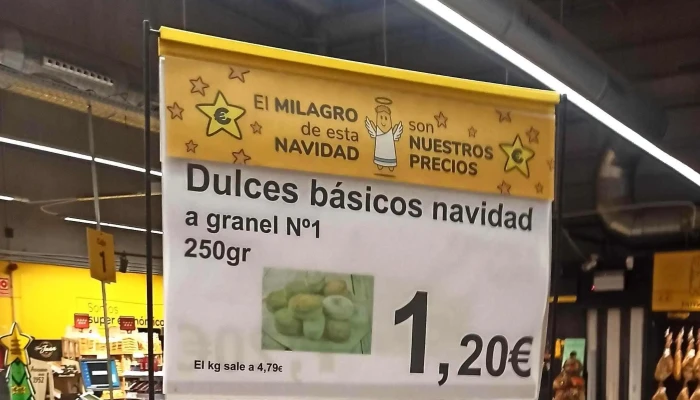 El MILAGRO
de esta
NAVIDAD
son
NUESTROS
PRECIOS
€
€
Dulces básicos navidad
a granel Nº1
250gr
1,20€
El kg sale a 4,79€
1